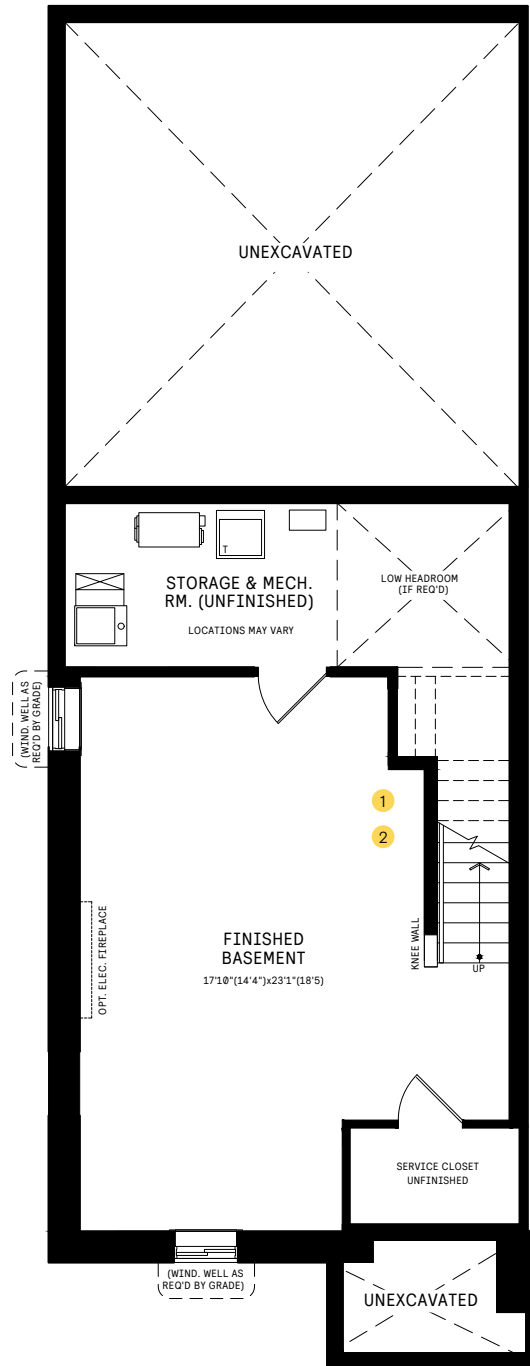 UNEXCAVATED
T
STORAGE & MECH.
RM. (UNFINISHED)
LOCATIONS MAY VARY
LOW HEADROOM
(IF REQ'D)
(WIND. WELL AS
REQ'D BY GRADE)
1
2
OPT. ELEC. FIREPLACE
FINISHED
BASEMENT
17'10"(14'4")x23'1"(18'5)
KNEE WALL
UP
SERVICE CLOSET
UNFINISHED
(WIND. WELL AS
REQ'D BY GRADE)
UNEXCAVATED